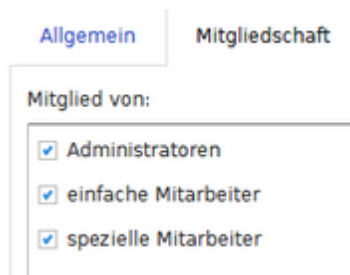 Allgemein Mitgliedschaft
Mitglied von:
Administratoren
einfache Mitarbeiter
spezielle Mitarbeiter